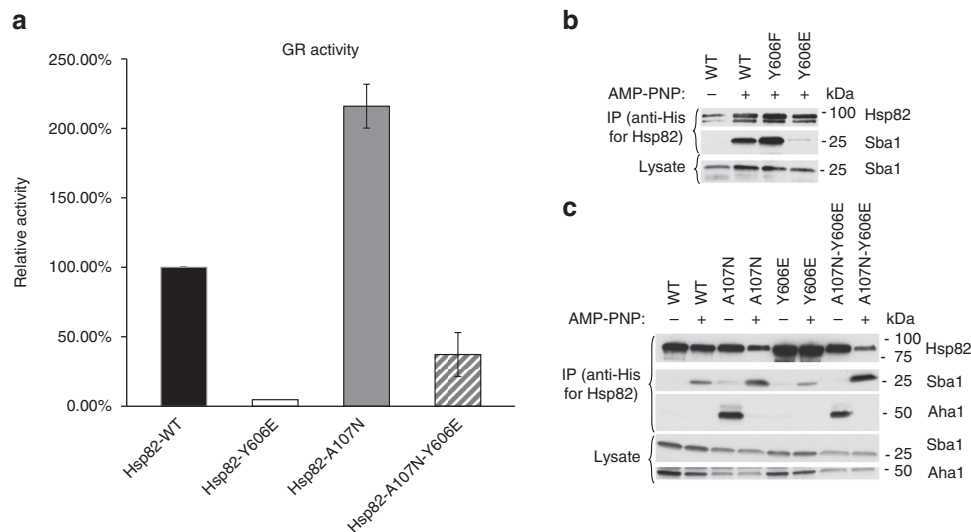 a
GR activity
Relative activity
250.00%
200.00%
150.00%
100.00%
50.00%
0.00%
Hsp82-WT
Hsp82-Y606E
Hsp82-A107N
Hsp82-A107N-Y606E
b
WT
WT
Y606F
Y606E
AMP-PNP: – + + + kDa
IP (anti-His
for Hsp82)
- 100 Hsp82
- 25 Sba1
Lysate
- 25 Sba1
c
WT
WT
A107N
A107N
Y606E
Y606E
A107N-Y606E
A107N-Y606E
AMP-PNP: – + – + – + – + kDa
IP (anti-His
for Hsp82)
- 100
- 75
Hsp82
- 25 Sba1
- 50 Aha1
Lysate
- 25 Sba1
- 50 Aha1